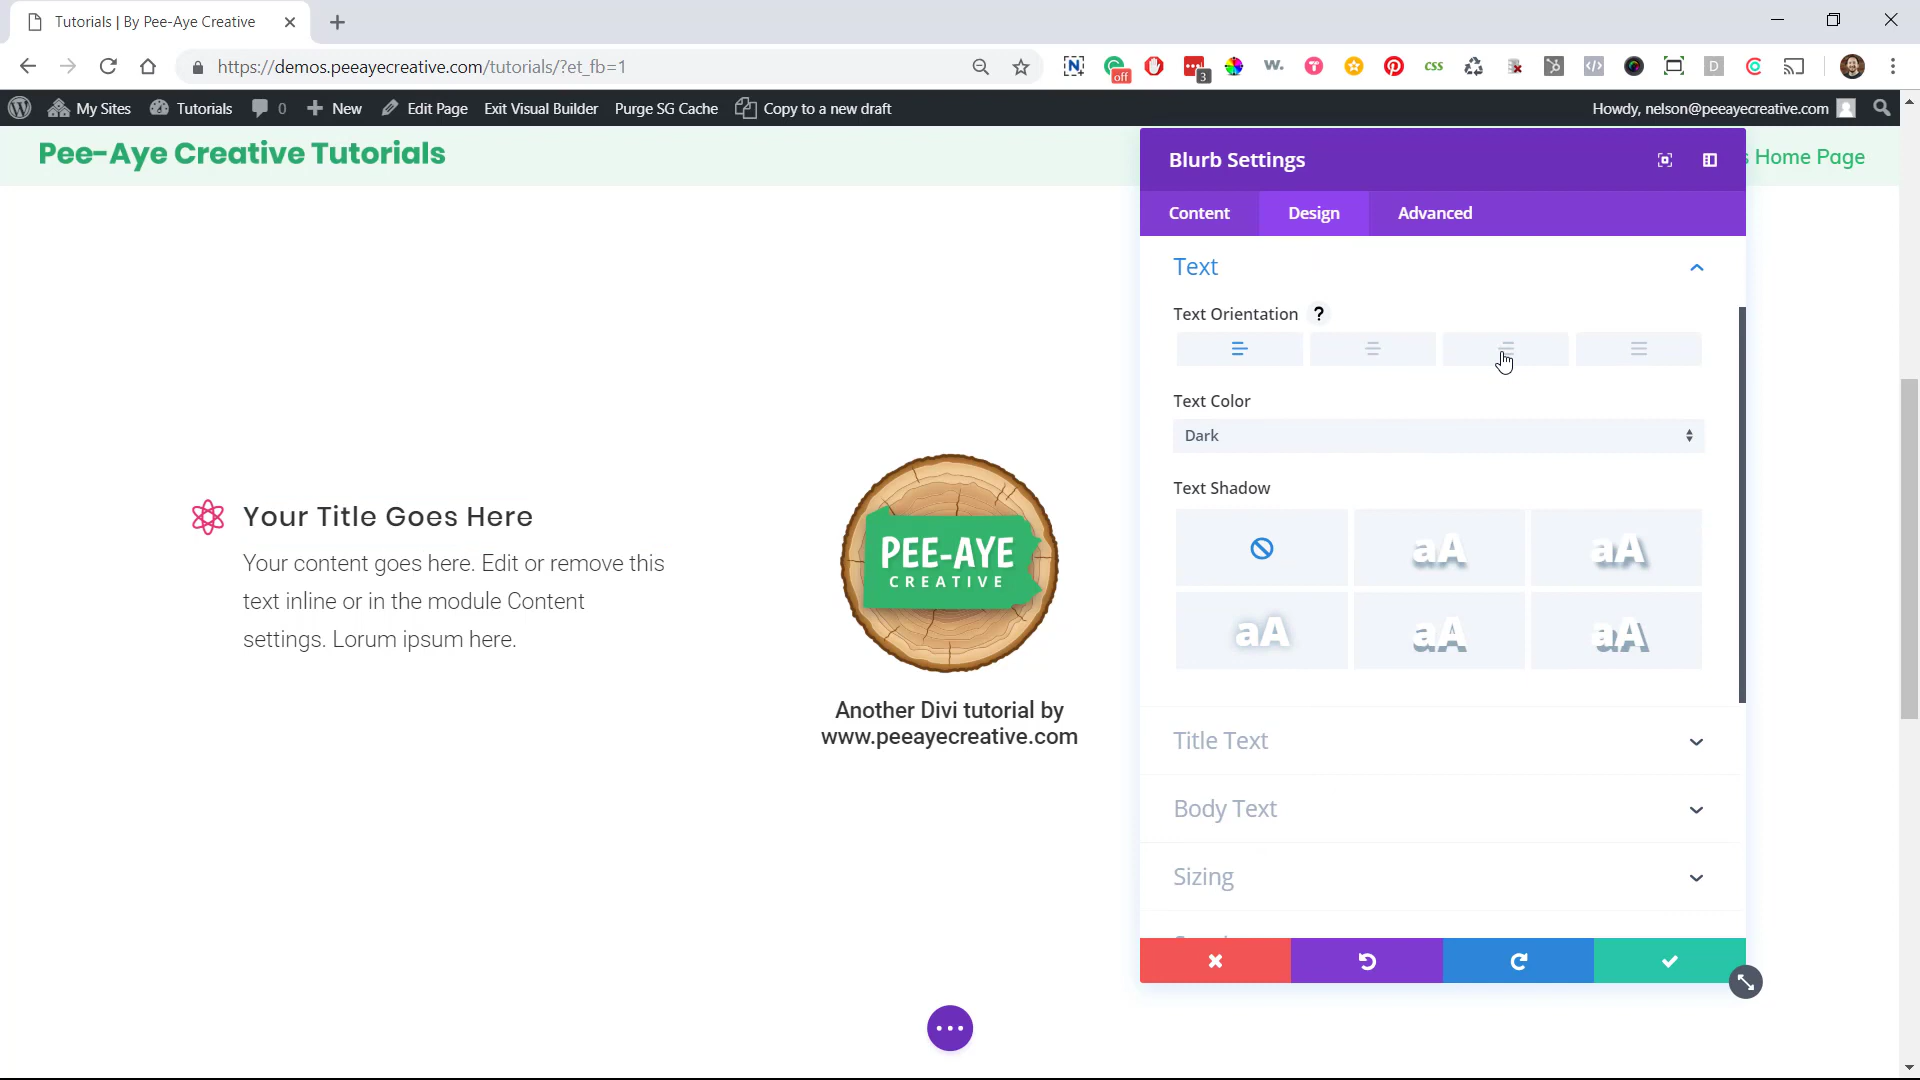 Tutorials | By Pee-Aye Creative
https://demos.peeayecreative.com/tutorials/?et_fb=1
off
3
w.
css
D
My Sites
Tutorials
0
New
Edit Page
Exit Visual Builder
Purge SG Cache
Copy to a new draft
Howdy, nelson@peeayecreative.com
Pee-Aye Creative Tutorials
Home Page
Blurb Settings
Content
Design
Advanced
Text
Text Orientation ?
Text Color
Dark
Text Shadow
aA
aA
aA
aA
aA
Title Text
Body Text
Sizing
Your Title Goes Here
Your content goes here. Edit or remove this
text inline or in the module Content
settings. Lorum ipsum here.
PEE-AYE
CREATIVE
Another Divi tutorial by
www.peeayecreative.com